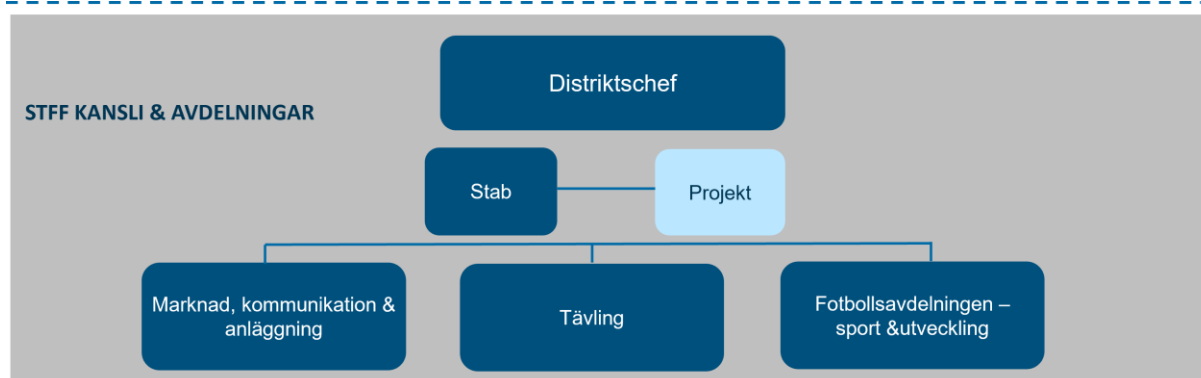 Distriktschef
STFF KANSLI & AVDELNINGAR
Stab
Projekt
Marknad, kommunikation &
anläggning
Tävling
Fotbollsavdelningen –
sport &utveckling